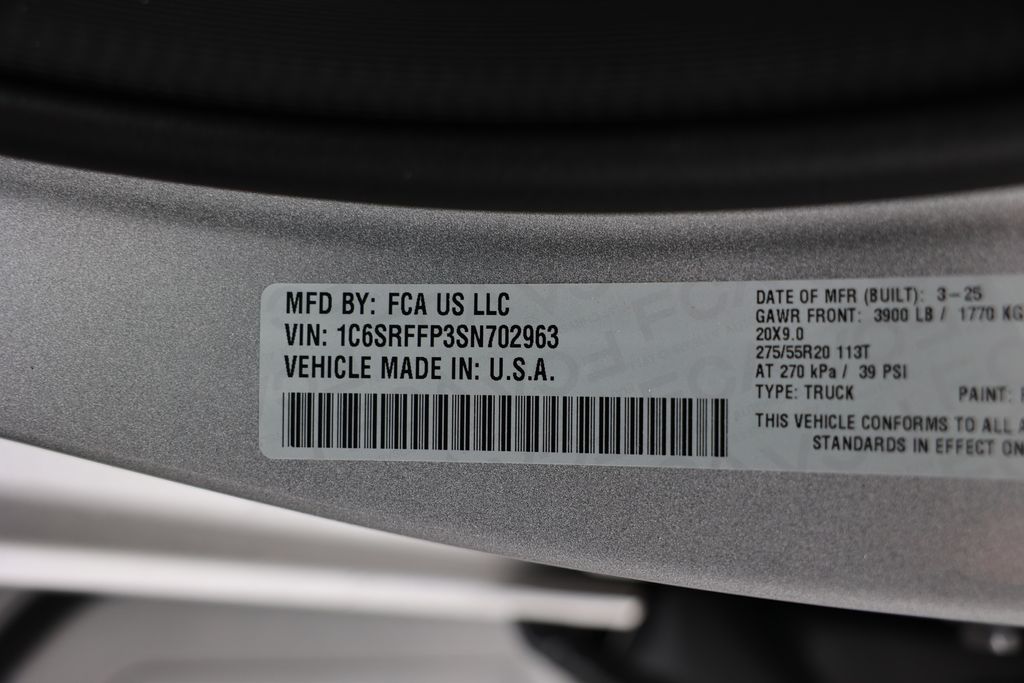 MFD BY: FCA US LLC
VIN: 1C6SRFFP3SN702963
VEHICLE MADE IN: U.S.A.
DATE OF MFR (BUILT): 3-25
GAWR FRONT: 3900 LB / 1770 KG
20X9.0
275/55R20 113T
AT 270 kPa / 39 PSI
TYPE: TRUCK PAINT:
THIS VEHICLE CONFORMS TO ALL
STANDARDS IN EFFECT ON